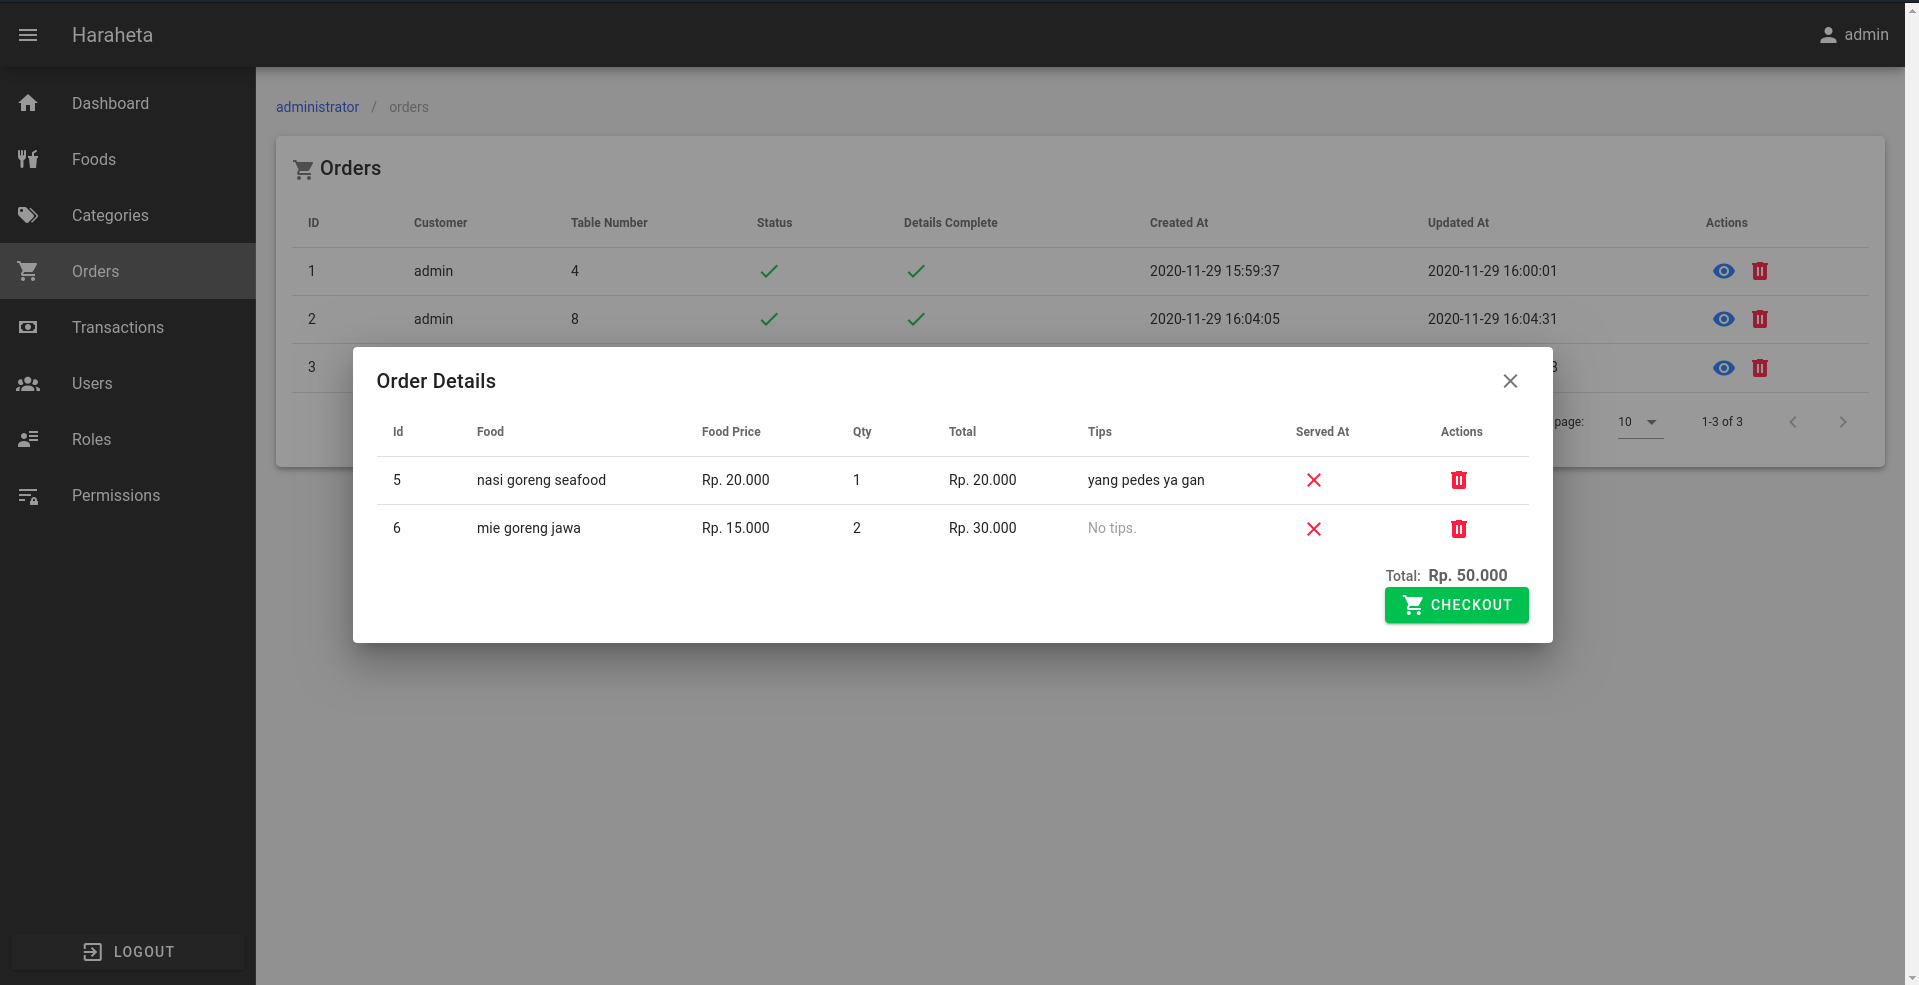 Haraheta
admin
Dashboard
Foods
Categories
Orders
Transactions
Users
Roles
Permissions
LOGOUT
administrator / orders
Orders
ID Customer Table Number Status Details Complete Created At Updated At Actions
1 admin 4 2020-11-29 15:59:37 2020-11-29 16:00:01
2 admin 8 2020-11-29 16:04:05 2020-11-29 16:04:31
3
page: 10 1-3 of 3
Order Details
Id Food Food Price Qty Total Tips Served At Actions
5 nasi goreng seafood Rp. 20.000 1 Rp. 20.000 yang pedes ya gan
6 mie goreng jawa Rp. 15.000 2 Rp. 30.000 No tips.
Total: Rp. 50.000
CHECKOUT